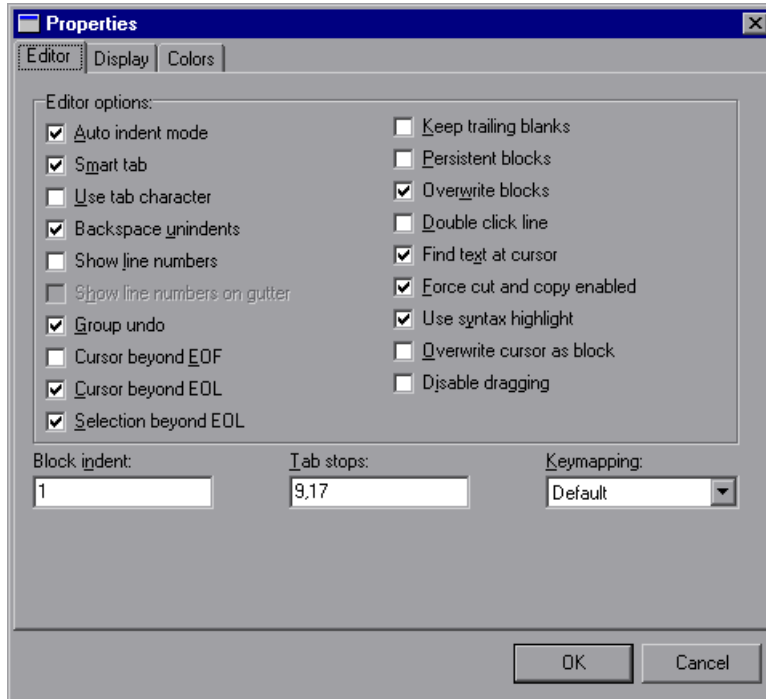 Properties
Editor Display Colors
Editor options:
Auto indent mode
Smart tab
Use tab character
Backspace unindents
Show line numbers
Show line numbers on gutter
Group undo
Cursor beyond EOF
Cursor beyond EOL
Selection beyond EOL
Keep trailing blanks
Persistent blocks
Overwrite blocks
Double click line
Find text at cursor
Force cut and copy enabled
Use syntax highlight
Overwrite cursor as block
Disable dragging
Block indent:
1
Tab stops:
9,17
Keymapping:
Default
OK Cancel